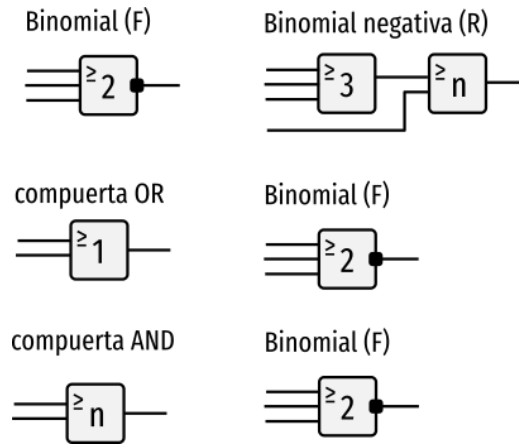 Binomial (F)
≥2
Binomial negativa (R)
≥3
≥n
compuerta OR
≥1
Binomial (F)
≥2
compuerta AND
≥n
Binomial (F)
≥2